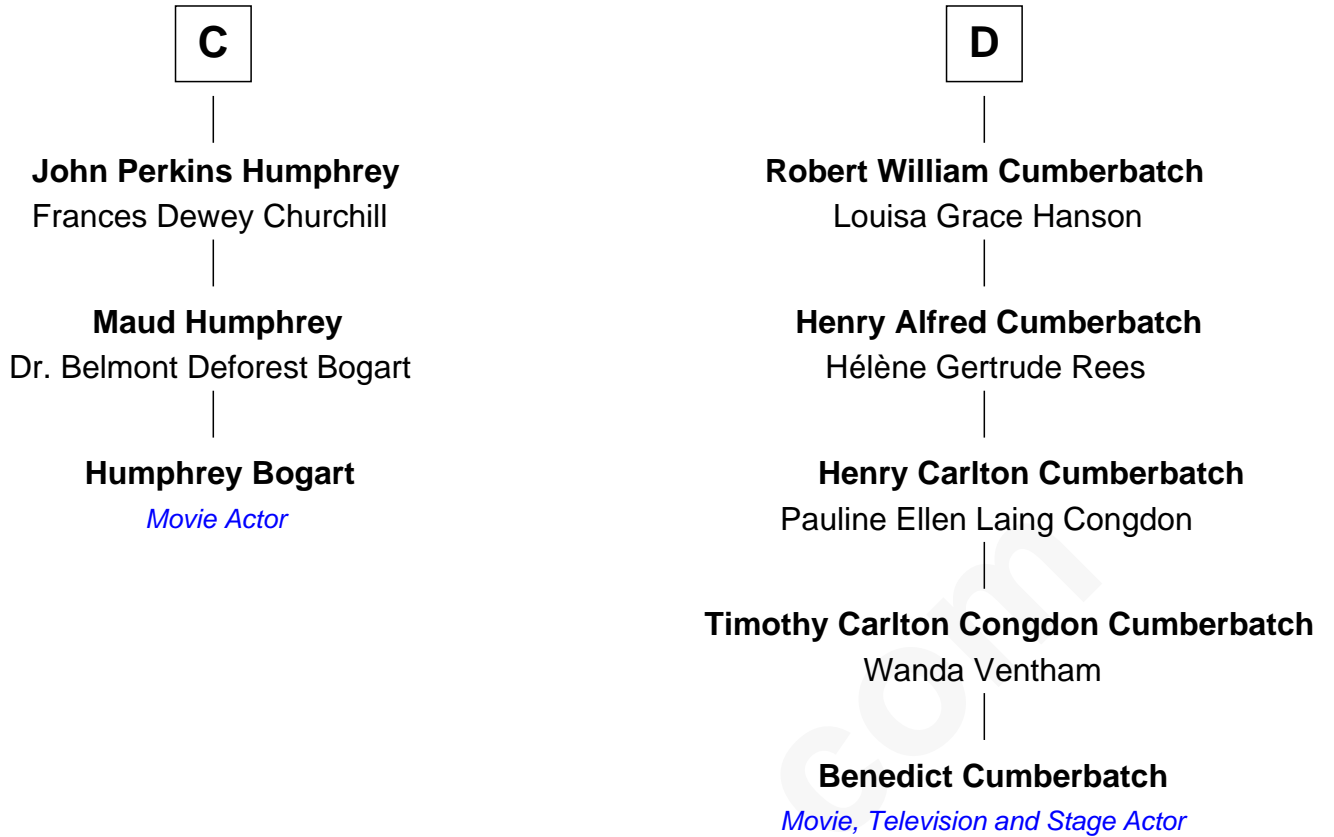 C
John Perkins Humphrey
Frances Dewey Churchill
Maud Humphrey
Dr. Belmont Deforest Bogart
Humphrey Bogart
Movie Actor
D
Robert William Cumberbatch
Louisa Grace Hanson
Henry Alfred Cumberbatch
Hélène Gertrude Rees
Henry Carlton Cumberbatch
Pauline Ellen Laing Congdon
Timothy Carlton Congdon Cumberbatch
Wanda Ventham
Benedict Cumberbatch
Movie, Television and Stage Actor
com